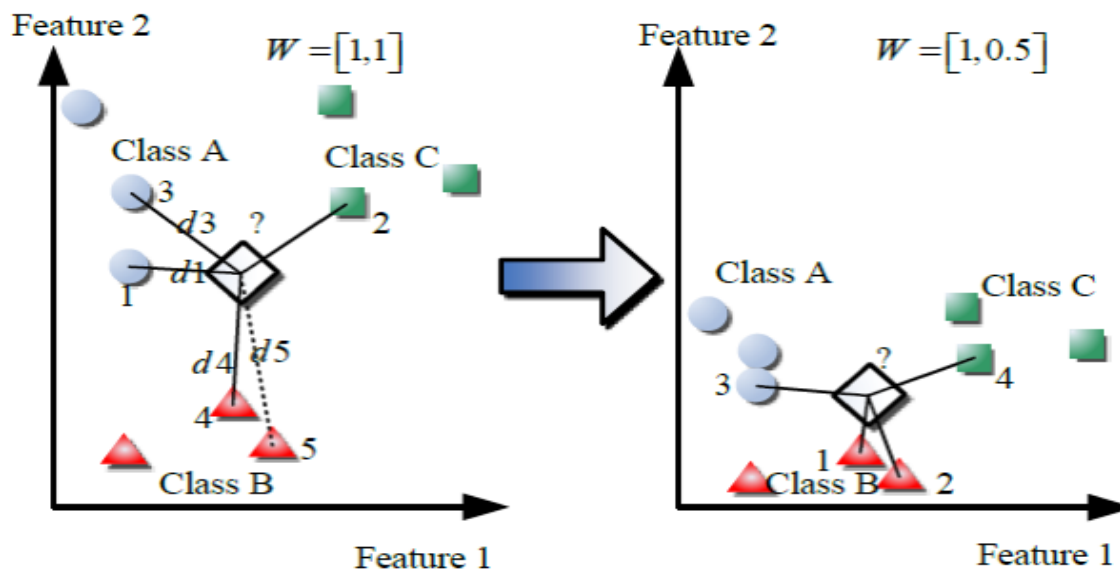 Feature 2
W = [1,1]
Class A
Class C
3
d3
?
2
d1
1
d4
d5
4
5
Class B
Feature 1
Feature 2
W = [1,0.5]
Class A
Class C
?
3
4
1
Class B
2
Feature 1